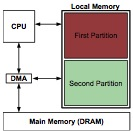 Local Memory
CPU
First Partition
DMA
Second Partition
Main Memory (DRAM)